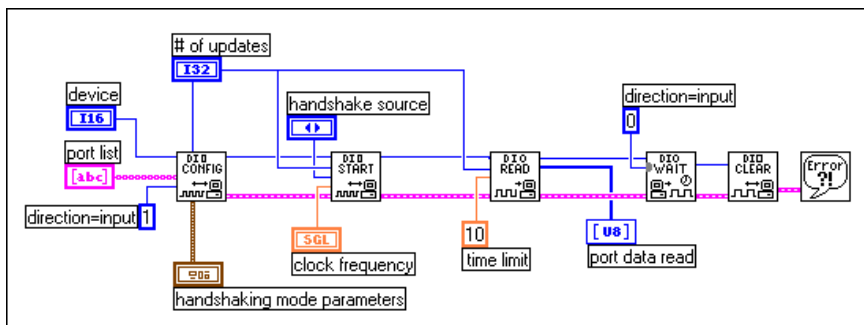 # of updates
I32
device
I16
handshake source
direction=input
0
port list
[abc]
DIO
CONFIG
DIO
START
DIO
READ
DIO
WAIT
DIO
CLEAR
Error
?!
direction=input 1
SGL
10
[U8]
clock frequency
time limit
port data read
handshaking mode parameters